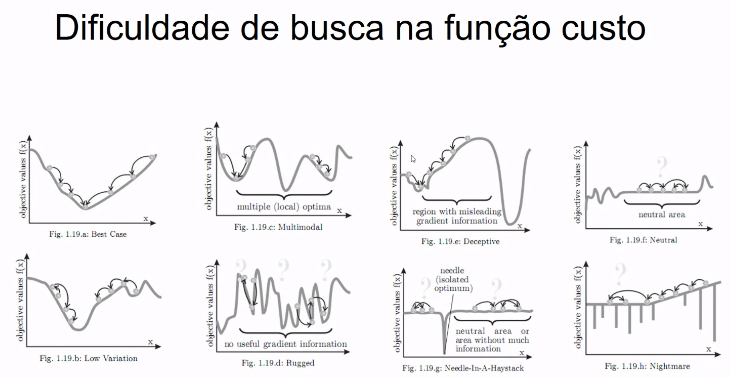 Dificuldade de busca na função custo
objective values f(x)
x
Fig. 1.19.a: Best Case
objective values f(x)
multiple (local) optima
x
Fig. 1.19.c: Multimodal
objective values f(x)
region with misleading
gradient information
x
Fig. 1.19.e: Deceptive
objective values f(x)
?
neutral area
x
Fig. 1.19.f: Neutral
objective values f(x)
x
Fig. 1.19.b: Low Variation
objective values f(x)
? ? ?
no useful gradient information
x
Fig. 1.19.d: Rugged
objective values f(x)
?
needle
(isolated
optimum)
?
neutral area or
area without much
information
x
Fig. 1.19.g: Needle-In-A-Haystack
objective values f(x)
?
x
Fig. 1.19.h: Nightmare